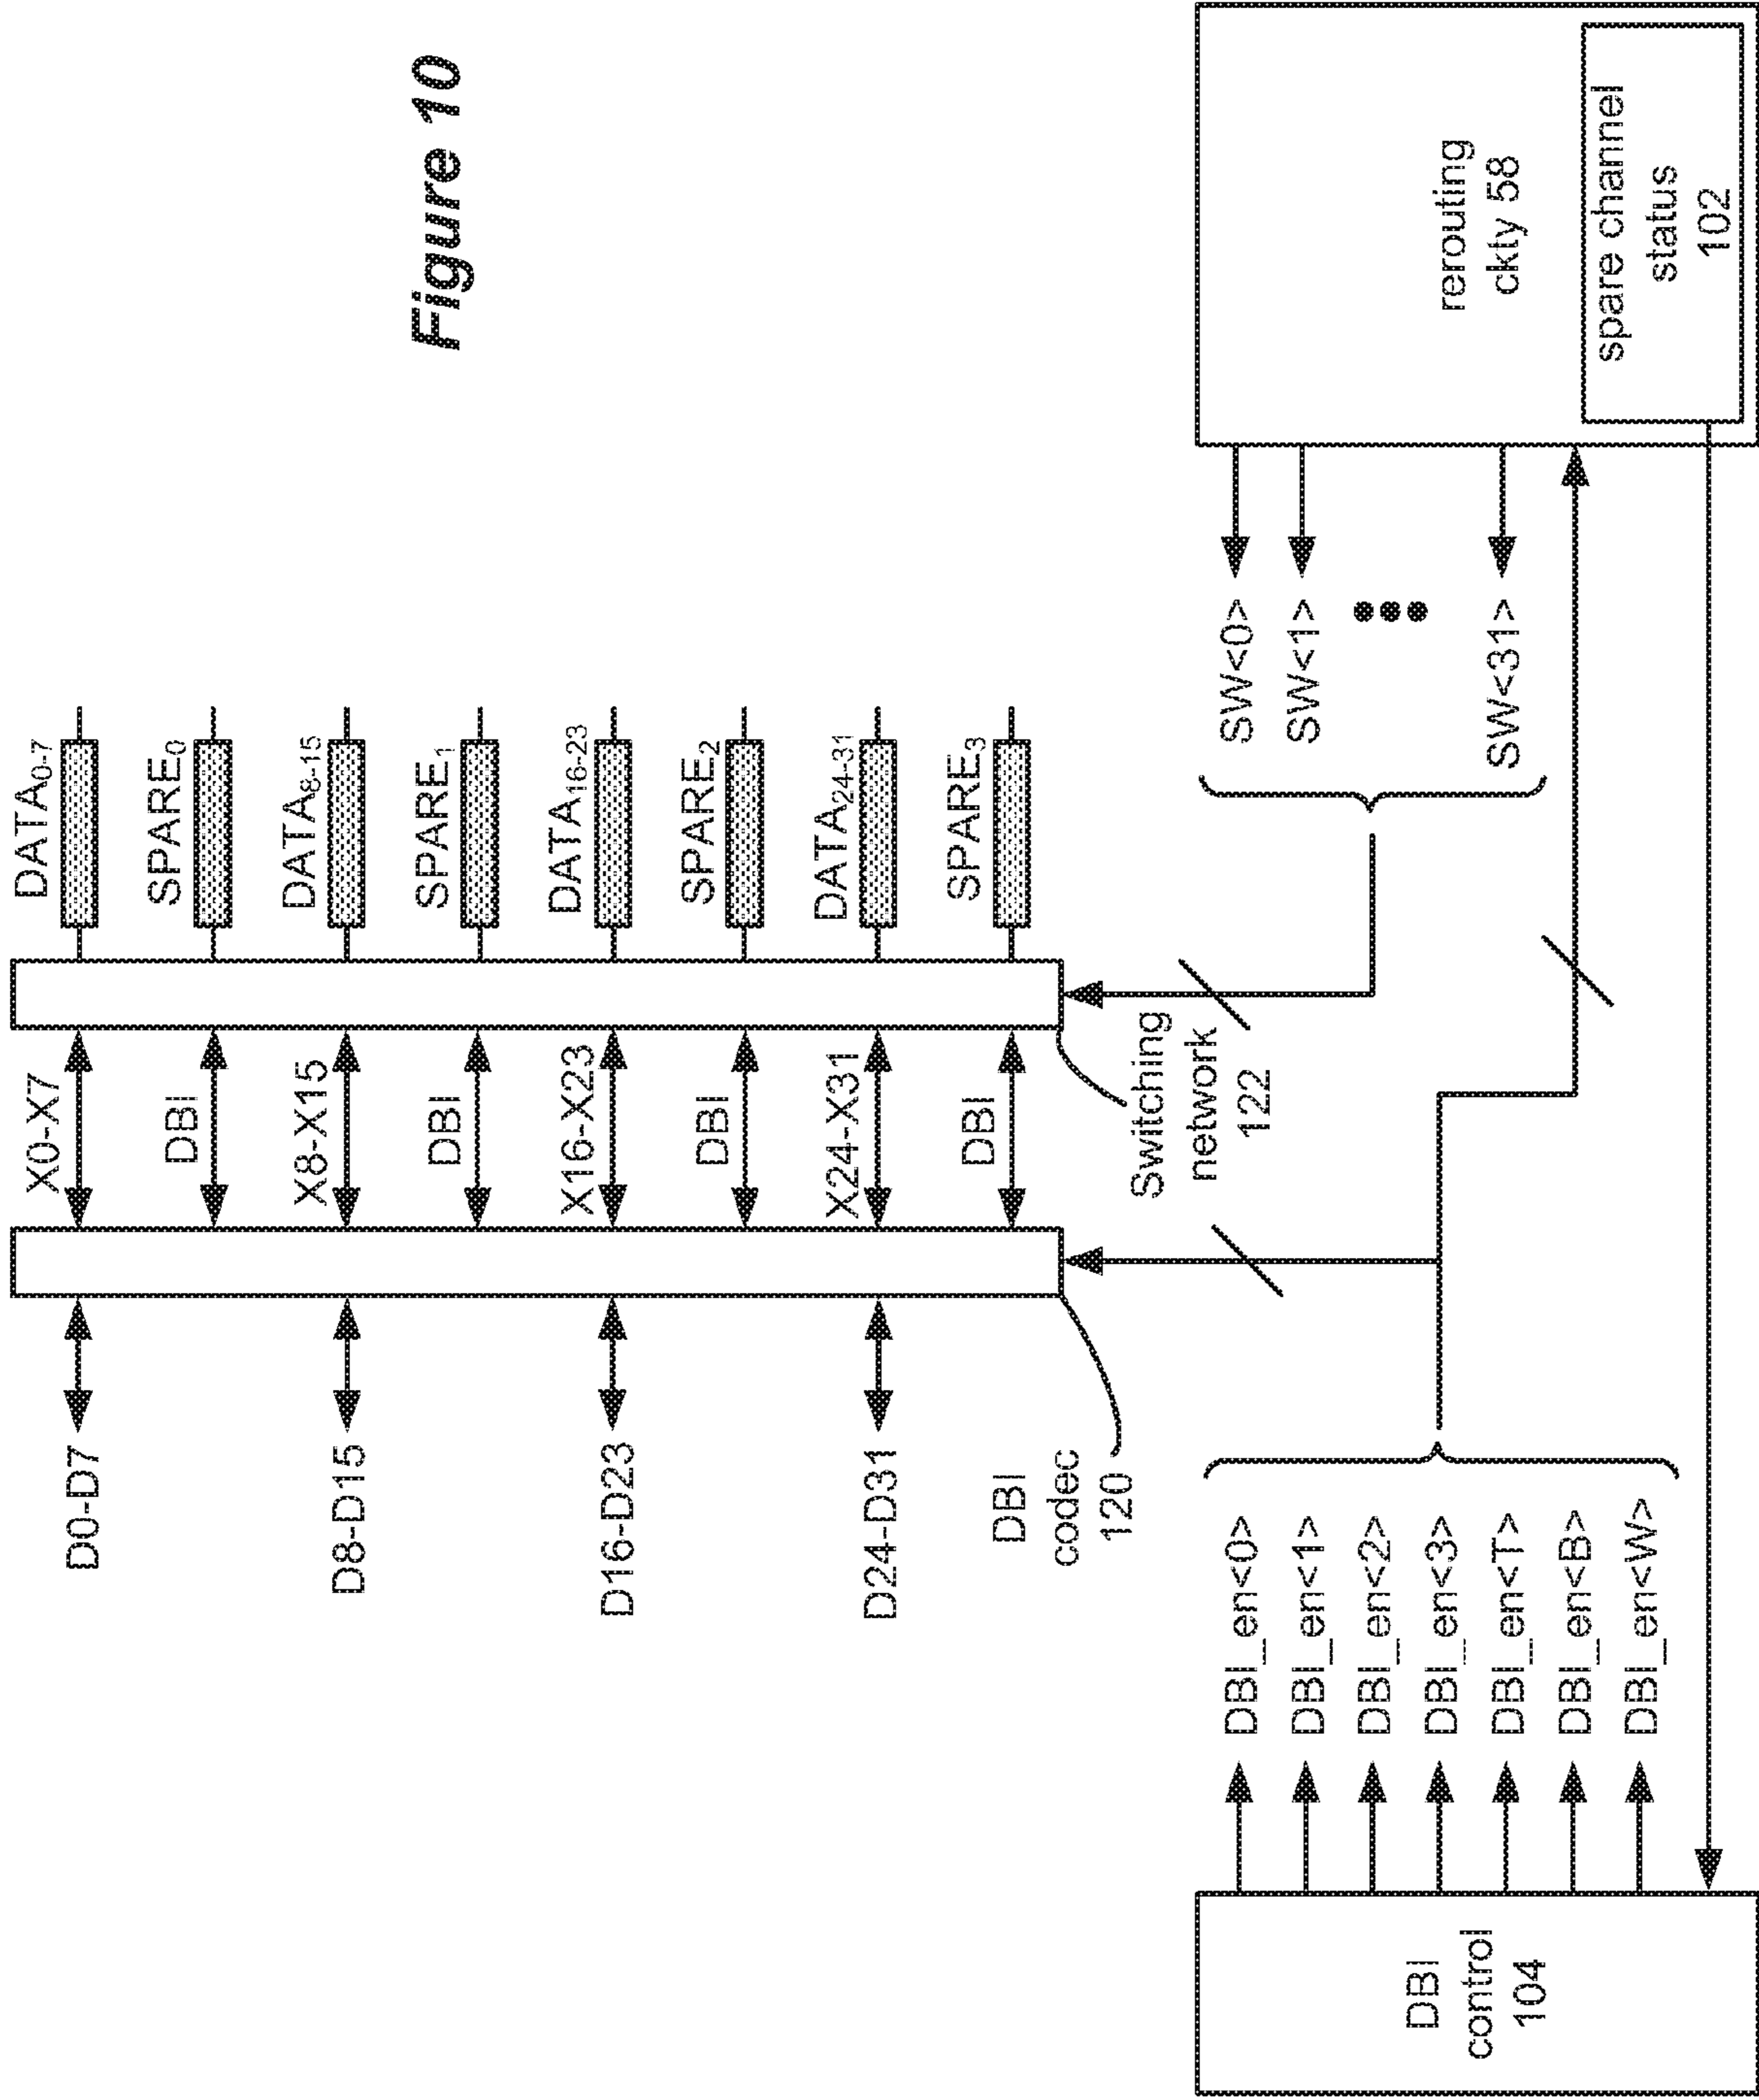 Figure 10
DATA0-7
SPARE0
DATA8-15
SPARE1
DATA16-23
SPARE2
DATA24-31
SPARE3
X0-X7
DBI
X8-X15
DBI
X16-X23
DBI
X24-X31
DBI
D0-D7
D8-D15
D16-D23
D24-D31
DBI
codec
120
Switching
network
122
DBI_en<0>
DBI_en<1>
DBI_en<2>
DBI_en<3>
DBI_en<T>
DBI_en<B>
DBI_en<W>
SW<0>
SW<1>
SW<31>
DBI
control
104
rerouting
ckty 58
spare channel
status
102